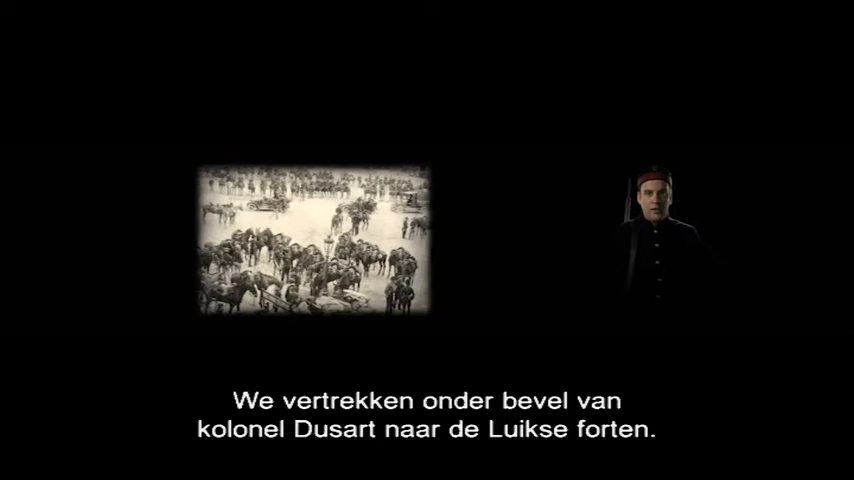 We vertrekken onder bevel van
kolonel Dusart naar de Luikse forten.